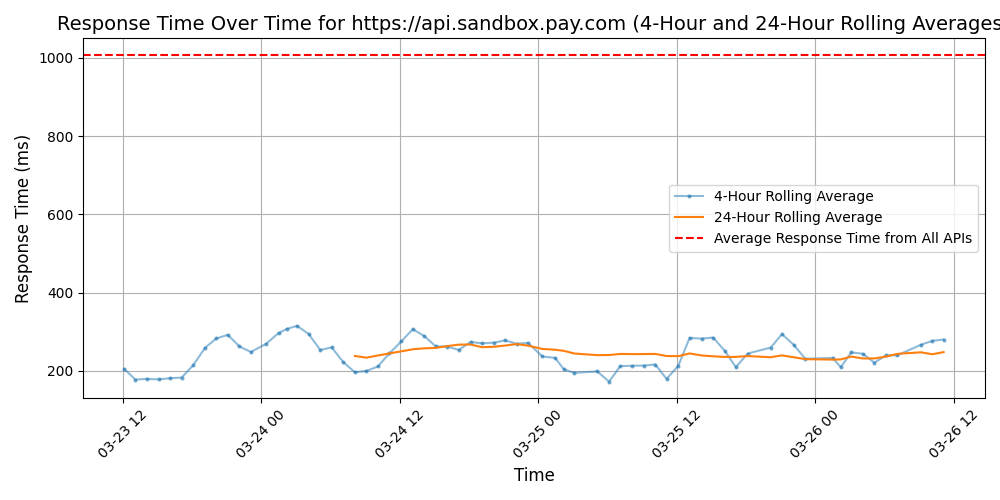 Response Time Over Time for https://api.sandbox.pay.com (4-Hour and 24-Hour Rolling Averages
Response Time (ms)
1000
800
600
400
200
4-Hour Rolling Average
24-Hour Rolling Average
Average Response Time from All APIs
03-23 12
03-24 00
03-24 12
03-25 00
03-25 12
03-26 00
03-26 12
Time